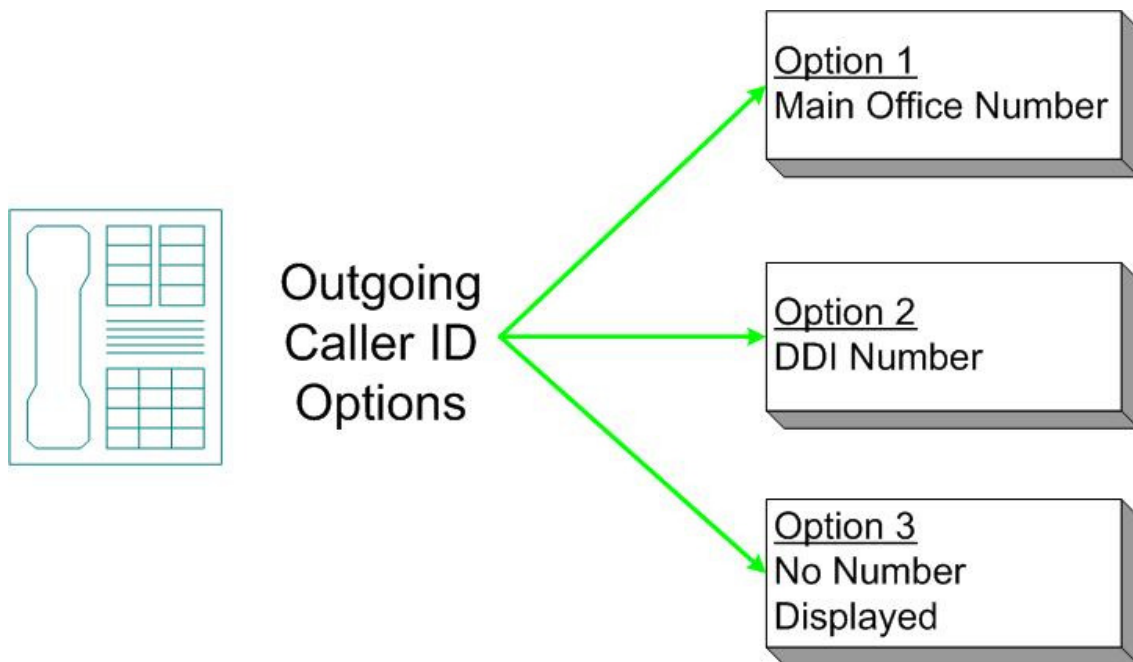 Outgoing
Caller ID
Options
Option 1
Main Office Number
Option 2
DDI Number
Option 3
No Number
Displayed